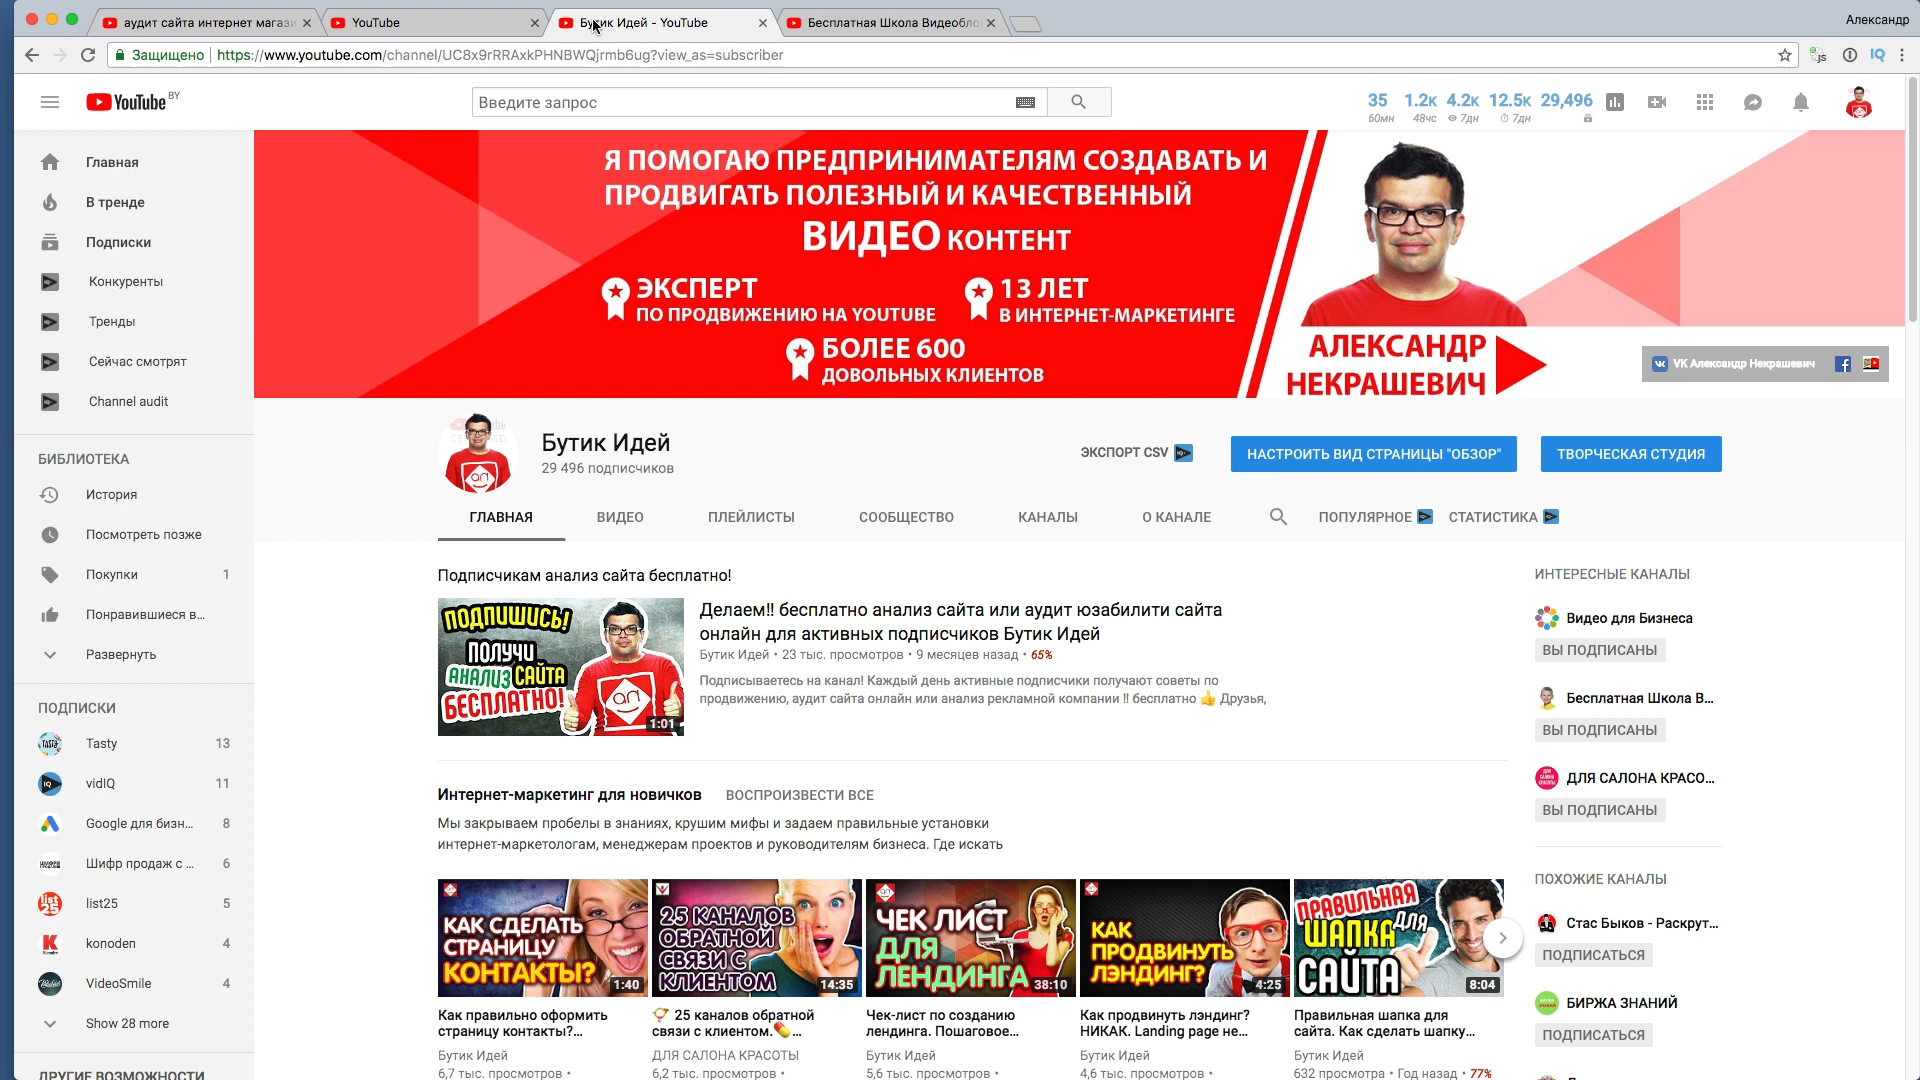 аудит сайта интернет магази
YouTube
Бутик Идей - YouTube
Бесплатная Школа Видеобло
Александр
Защищено
https://www.youtube.com/channel/UC8x9rRRAxkPHNBWQjrmb6ug?view_as=subscriber
YouTube BY
Введите запрос
35 1.2к 4.2к 12.5к 29,496
60мн 48чс 7дн 7дн
Главная
В тренде
Подписки
Конкуренты
Тренды
Сейчас смотрят
Channel audit
БИБЛИОТЕКА
История
Посмотреть позже
Покупки 1
Понравившиеся в...
Развернуть
ПОДПИСКИ
Tasty 13
vidIQ 11
Google для бизн... 8
Шифр продаж с ... 6
list25 5
konoden 4
VideoSmile 4
Show 28 more
ДРУГИЕ ВОЗМОЖНОСТИ
Я ПОМОГАЮ ПРЕДПРИНИМАТЕЛЯМ СОЗДАВАТЬ И
ПРОДВИГАТЬ ПОЛЕЗНЫЙ И КАЧЕСТВЕННЫЙ
ВИДЕО КОНТЕНТ
ЭКСПЕРТ
ПО ПРОДВИЖЕНИЮ НА YOUTUBE
13 ЛЕТ
В ИНТЕРНЕТ-МАРКЕТИНГЕ
БОЛЕЕ 600
ДОВОЛЬНЫХ КЛИЕНТОВ
АЛЕКСАНДР
НЕКРАШЕВИЧ
VK Александр Некрашевич
Бутик Идей
29 496 подписчиков
ЭКСПОРТ CSV
НАСТРОИТЬ ВИД СТРАНИЦЫ "ОБЗОР"
ТВОРЧЕСКАЯ СТУДИЯ
ГЛАВНАЯ
ВИДЕО
ПЛЕЙЛИСТЫ
СООБЩЕСТВО
КАНАЛЫ
О КАНАЛЕ
ПОПУЛЯРНОЕ
СТАТИСТИКА
Подписчикам анализ сайта бесплатно!
ПОДПИШИСЬ!
ПОЛУЧИ
АНАЛИЗ САЙТА
БЕСПЛАТНО!
1:01
Делаем!! бесплатно анализ сайта или аудит юзабилити сайта
онлайн для активных подписчиков Бутик Идей
Бутик Идей • 23 тыс. просмотров • 9 месяцев назад • 65%
Подписываетесь на канал! Каждый день активные подписчики получают советы по
продвижению, аудит сайта онлайн или анализ рекламной компании !! бесплатно 👍 Друзья,
Интернет-маркетинг для новичков
ВОСПРОИЗВЕСТИ ВСЕ
Мы закрываем пробелы в знаниях, крушим мифы и задаем правильные установки
интернет-маркетологам, менеджерам проектов и руководителям бизнеса. Где искать
КАК СДЕЛАТЬ
СТРАНИЦУ
КОНТАКТЫ?
1:40
Как правильно оформить
страницу контакты?...
Бутик Идей
6,7 тыс. просмотров •
25 КАНАЛОВ
ОБРАТНОЙ
СВЯЗИ С
КЛИЕНТОМ
14:35
25 каналов обратной
связи с клиентом. ...
ДЛЯ САЛОНА КРАСОТЫ
6,2 тыс. просмотров •
ЧЕК ЛИСТ
ДЛЯ
ЛЕНДИНГА
38:10
Чек-лист по созданию
лендинга. Пошаговое...
Бутик Идей
5,6 тыс. просмотров •
КАК
ПРОДВИНУТЬ
ЛЭНДИНГ?
4:25
Как продвинуть лэндинг?
НИКАК. Landing page не...
Бутик Идей
4,6 тыс. просмотров •
ПРАВИЛЬНАЯ
ШАПКА ДЛЯ
САЙТА
8:04
Правильная шапка для
сайта. Как сделать шапку...
Бутик Идей
632 просмотра • Год назад • 77%
ИНТЕРЕСНЫЕ КАНАЛЫ
Видео для Бизнеса
ВЫ ПОДПИСАНЫ
Бесплатная Школа В...
ВЫ ПОДПИСАНЫ
ДЛЯ САЛОНА КРАСО...
ВЫ ПОДПИСАНЫ
ПОХОЖИЕ КАНАЛЫ
Стас Быков - Раскрут...
ПОДПИСАТЬСЯ
БИРЖА ЗНАНИЙ
ПОДПИСАТЬСЯ